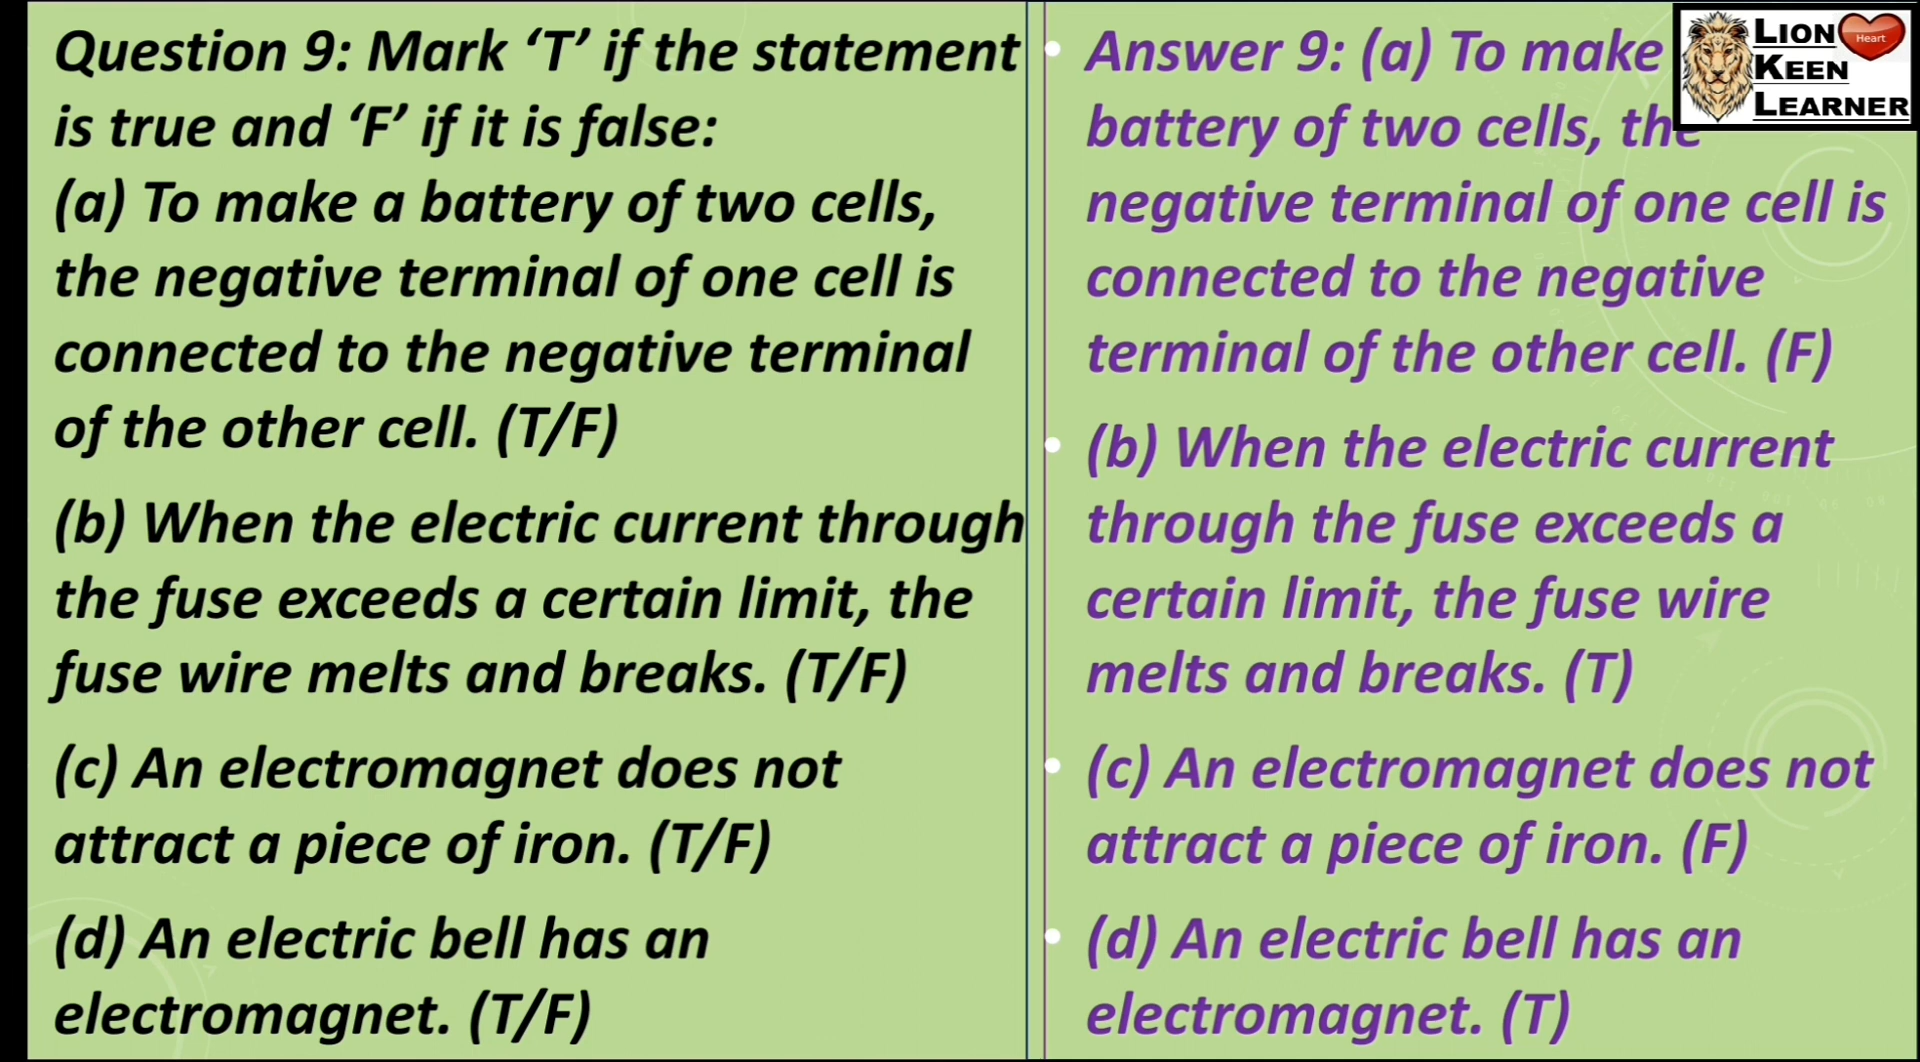 Question 9: Mark ‘T’ if the statement
is true and ‘F’ if it is false:
(a) To make a battery of two cells,
the negative terminal of one cell is
connected to the negative terminal
of the other cell. (T/F)
(b) When the electric current through
the fuse exceeds a certain limit, the
fuse wire melts and breaks. (T/F)
(c) An electromagnet does not
attract a piece of iron. (T/F)
(d) An electric bell has an
electromagnet. (T/F)
Answer 9: (a) To make
battery of two cells, the
negative terminal of one cell is
connected to the negative
terminal of the other cell. (F)
(b) When the electric current
through the fuse exceeds a
certain limit, the fuse wire
melts and breaks. (T)
(c) An electromagnet does not
attract a piece of iron. (F)
(d) An electric bell has an
electromagnet. (T)
LION
Heart
KEEN
LEARNER